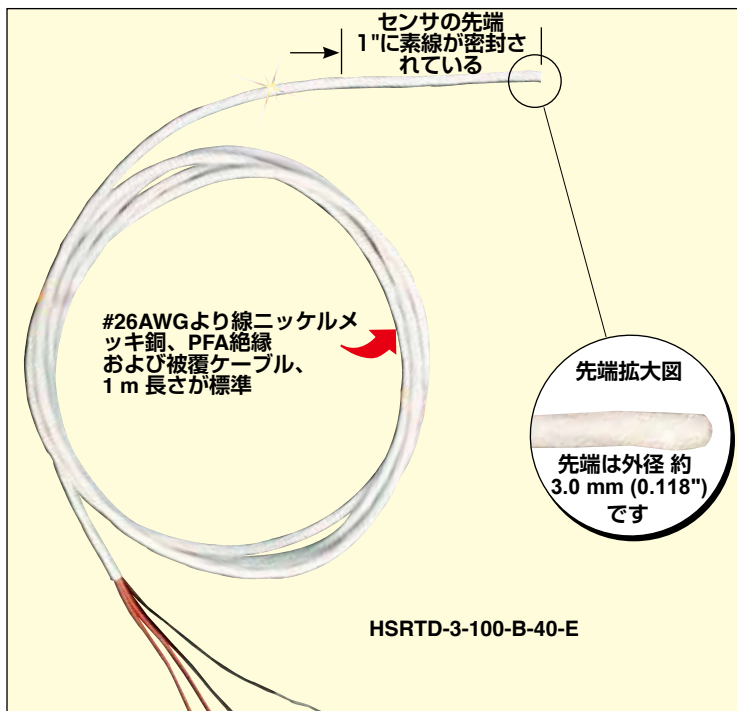 センサの先端
1"に素線が密封さ
れている
#26AWGより線ニッケルメ
ッキ銅、PFA絶縁
および被覆ケーブル、
1 m 長さが標準
先端拡大図
先端は外径 約
3.0 mm (0.118")
です
HSRTD-3-100-B-40-E